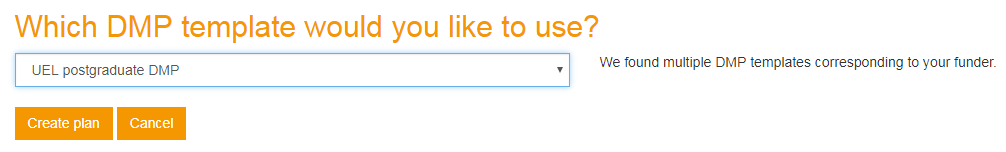 Which DMP template would you like to use?
UEL postgraduate DMP
We found multiple DMP templates corresponding to your funder.
Create plan
Cancel